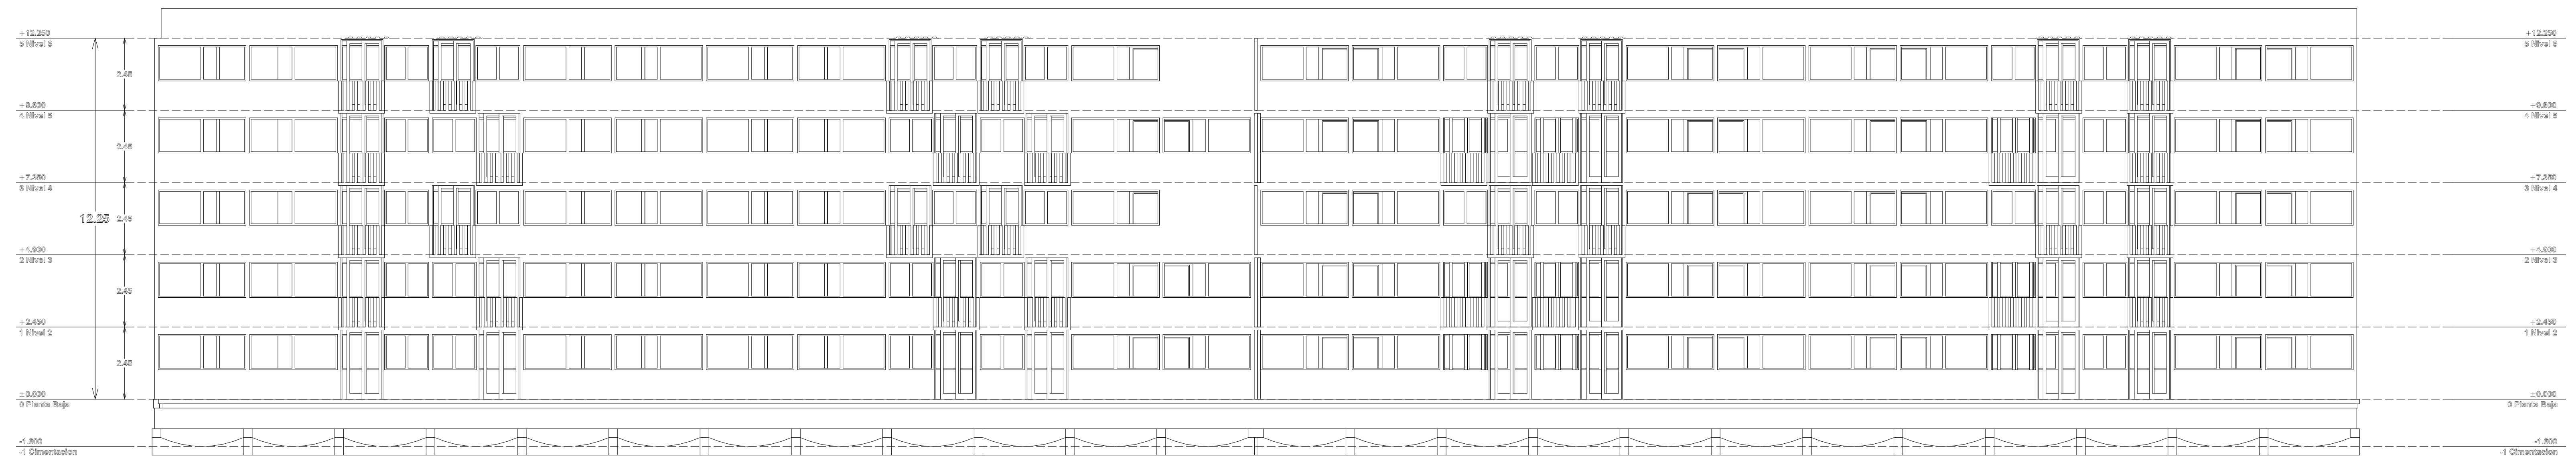 +12.250
5 Nivel 6
2.45
+9.800
4 Nivel 5
2.45
+7.350
3 Nivel 4
12.25
2.45
+4.900
2 Nivel 3
2.45
+2.450
1 Nivel 2
2.45
±0.000
0 Planta Baja
-1.600
-1 Cimentacion
+12.250
5 Nivel 6
+9.800
4 Nivel 5
+7.350
3 Nivel 4
+4.900
2 Nivel 3
+2.450
1 Nivel 2
±0.000
0 Planta Baja
-1.600
-1 Cimentacion